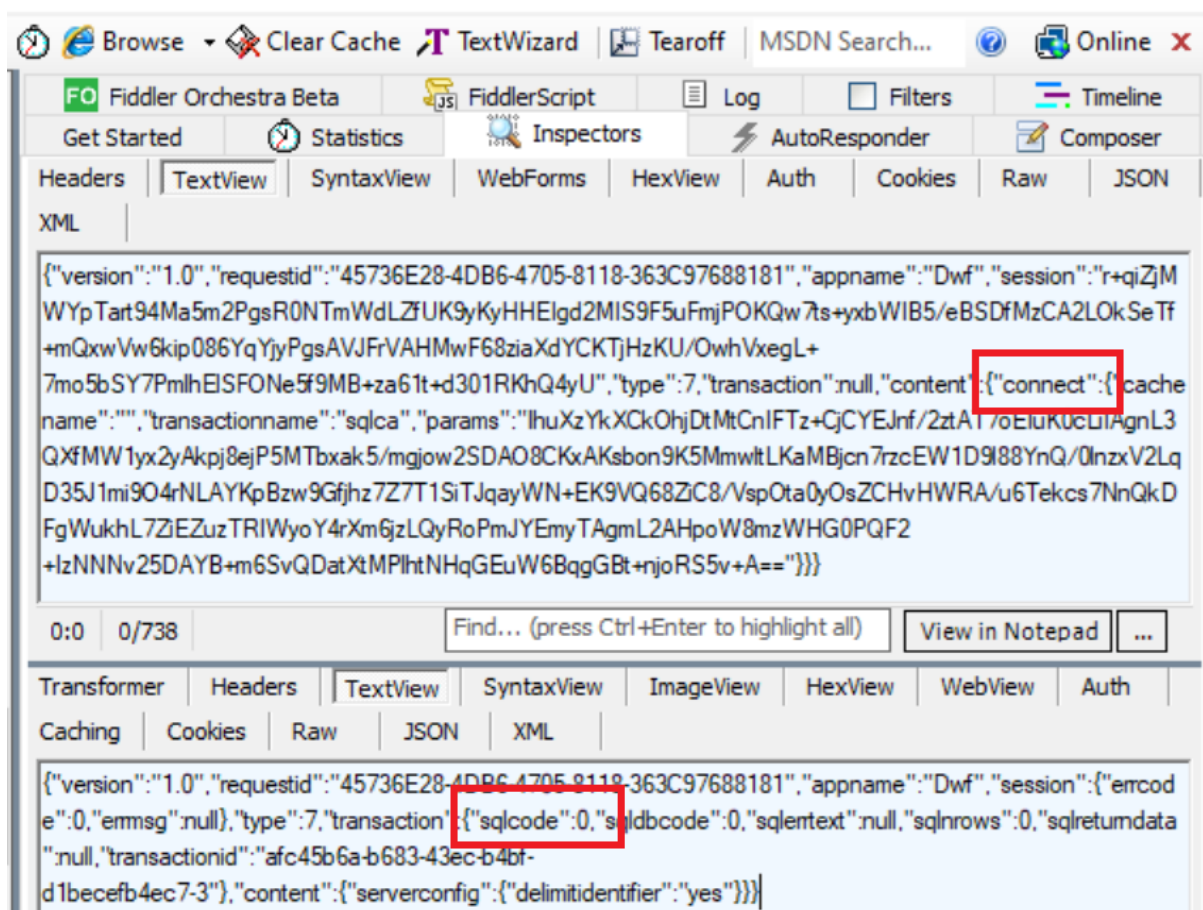 Browse Clear Cache TextWizard Tearoff MSDN Search... Online x
FO Fiddler Orchestra Beta JS FiddlerScript Log Filters Timeline
Get Started Statistics Inspectors AutoResponder Composer
Headers TextView SyntaxView WebForms HexView Auth Cookies Raw JSON
XML
{"version":"1.0","requestid":"45736E28-4DB6-4705-8118-363C97688181","appname":"Dwf","session":"r+qiZjM
WYpTart94Ma5m2PgsR0NTmWdLZfUK9yKyHHEIgd2MIS9F5uFmjPOKQw7ts+yxbWIB5/eBSDfMzCA2LOkSeTf
+mQxwVw6kip086YqYjyPgsAVJFrVAHMwF68ziaXdYCKTjHzKU/OwhVxegL+
7mo5bSY7PmlhEISFONe5f9MB+za61t+d301RKhQ4yU","type":7,"transaction":null,"content":{"connect":{"cache
name":"","transactionname":"sqlca","params":"lhuXzYkXCkOhjDtMtCnIFTz+CjCYEJnf/2ztA
QXfMW1yx2yAkpj8ejP5MTbxak5/mgjow2SDAO8CKxAKsbon9K5MmwltLKaMBjcn7rzcEW1D9l88YnQ/0lnzxV2Lq
D35J1mi9O4rNLAYKpBzw9Gfjhz7Z7T1SiTJqayWN+EK9VQ68ZiC8/VspOta0yOsZCHvHWRA/u6Tekcs7NnQkD
FgWukhL7ZiEZuzTRIWyoY4rXm6jzLQyRoPmJYEmyTAgmL2AHpoW8mzWHG0PQF2
+IzNNNv25DAYB+m6SvQDatXtMPlhtNHqGEuW6BqgGBt+njoRS5v+A=="}}}
0:0 0/738 Find... (press Ctrl+Enter to highlight all) View in Notepad ...
Transformer Headers TextView SyntaxView ImageView HexView WebView Auth
Caching Cookies Raw JSON XML
{"version":"1.0","requestid":"45736E28-4DB6-4705-8118-363C97688181","appname":"Dwf","session":{"errcod
e":0,"errmsg":null},"type":7,"transaction":{"sqlcode":0,"sqldbcode":0,"sqlerrtext":null,"sqlnrows":0,"sqlreturndata
":null,"transactionid":"afc45b6a-b683-43ec-b4bf-
d1becefb4ec7-3"},"content":{"serverconfig":{"delimitidentifier":"yes"}}}